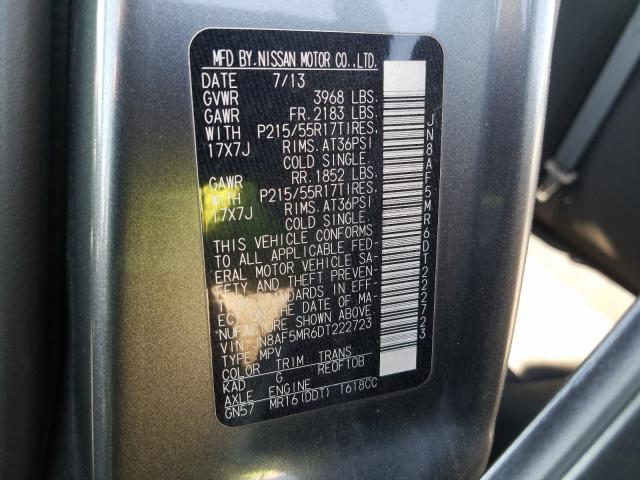 MFD BY.NISSAN MOTOR CO.,LTD.
DATE 7/13
GVWR 3968 LBS.
GAWR FR. 2183 LBS.
WITH P215/55R17TIRES,
17X7J RIMS. AT36PSI
COLD SINGLE.
GAWR RR. 1852 LBS.
WITH P215/55R17TIRES,
17X7J RIMS. AT36PSI
COLD SINGLE.
THIS VEHICLE CONFORMS
TO ALL APPLICABLE FED-
ERAL MOTOR VEHICLE SA-
FETY AND THEFT PREVEN-
TION STANDARDS IN EFF-
ECT ON THE DATE OF MA-
NUFACTURE SHOWN ABOVE.
VIN: JN8AF5MR6DT222723
TYPE: MPV
COLOR TRIM: TRANS
KAD G RE0F10B
AXLE ENGINE
GN57 MR16(DDT) 1618CC
JN8AF5MR6DT222723